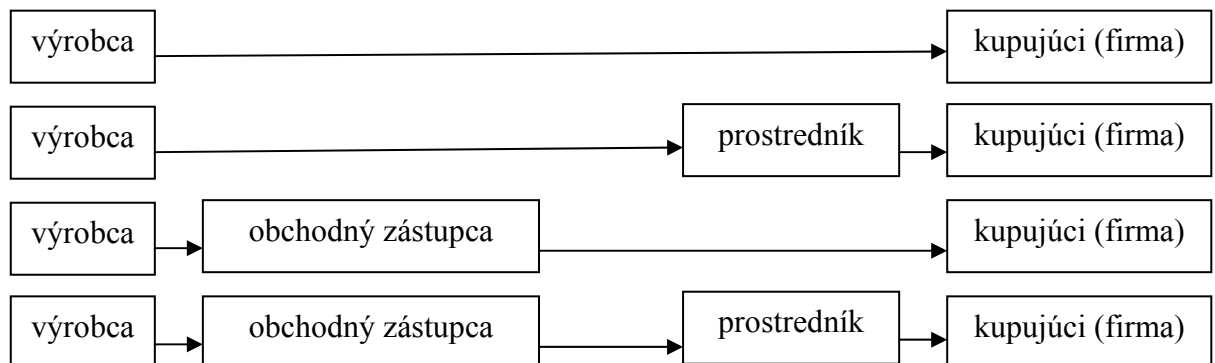 výrobca kupujúci (firma)
výrobca prostredník kupujúci (firma)
výrobca obchodný zástupca kupujúci (firma)
výrobca obchodný zástupca prostredník kupujúci (firma)